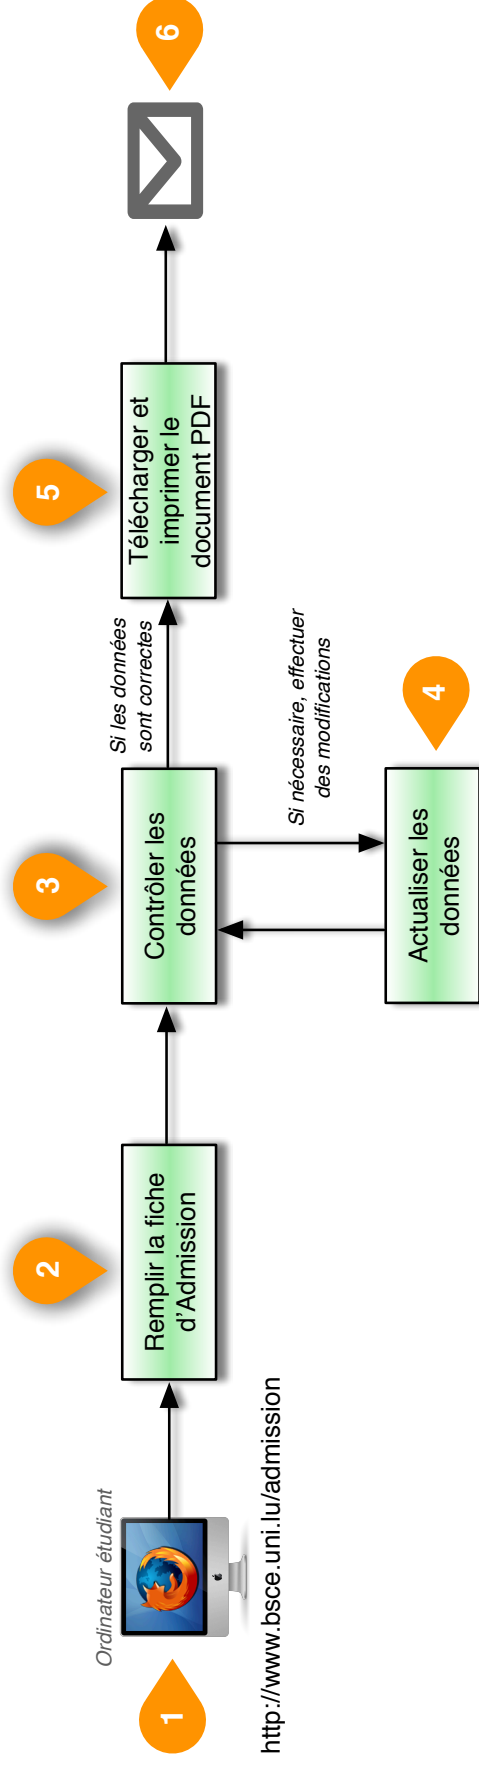 1
Ordinateur étudiant
http://www.bsce.uni.lu/admission
2
Remplir la fiche
d'Admission
3
Contrôler les
données
Si les données
sont correctes
Si nécessaire, effectuer
des modifications
4
Actualiser les
données
5
Télécharger et
imprimer le
document PDF
6